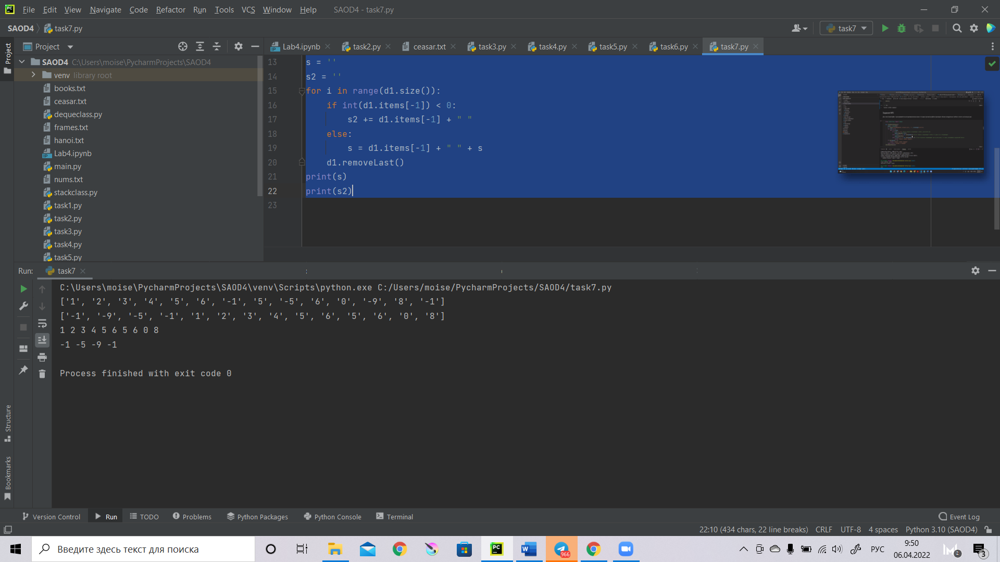 File Edit View Navigate Code Refactor Run Tools VCS Window Help SAOD4 - task7.py
SAOD4 task7.py task7
Project
Project
Lab4.ipynb task2.py ceasar.txt task3.py task4.py task5.py task6.py task7.py
SAOD4 C:\Users\moise\PycharmProjects\SAOD4
venv library root
books.txt
ceasar.txt
dequeclass.py
frames.txt
hanoi.txt
Lab4.ipynb
main.py
nums.txt
stackclass.py
task1.py
task2.py
task3.py
task4.py
task5.py
13 s = ''
14 s2 = ''
15 for i in range(d1.size()):
16 if int(d1.items[-1]) < 0:
17 s2 += d1.items[-1] + " "
18 else:
19 s = d1.items[-1] + " " + s
20 d1.removeLast()
21 print(s)
22 print(s2)
23
Run: task7
C:\Users\moise\PycharmProjects\SAOD4\venv\Scripts\python.exe C:/Users/moise/PycharmProjects/SAOD4/task7.py
['1', '2', '3', '4', '5', '6', '-1', '5', '-5', '6', '0', '-9', '8', '-1']
['-1', '-9', '-5', '-1', '1', '2', '3', '4', '5', '6', '5', '6', '0', '8']
1 2 3 4 5 6 5 6 0 8
-1 -5 -9 -1
Process finished with exit code 0
Structure
Bookmarks
Version Control Run TODO Problems Python Packages Python Console Terminal Event Log
22:10 (434 chars, 22 line breaks) CRLF UTF-8 4 spaces Python 3.10 (SAOD4)
Введите здесь текст для поиска
PC
W
966
РУС
9:50
06.04.2022
2
3